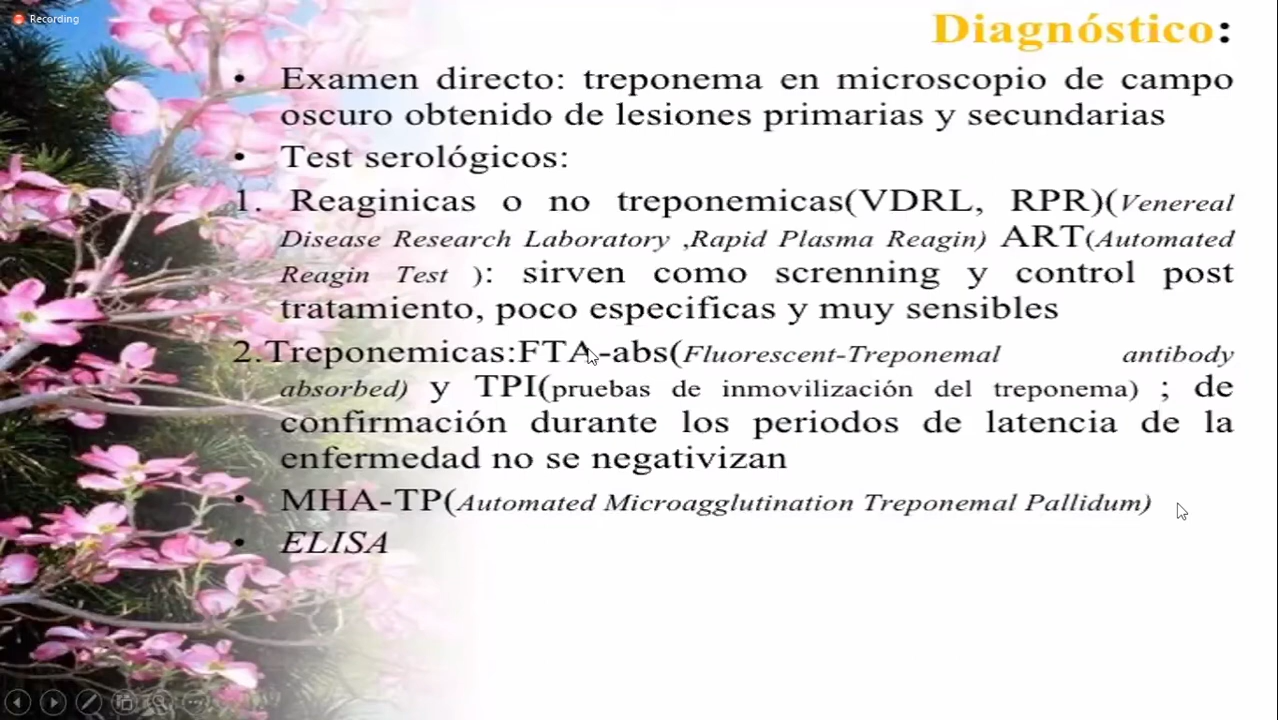 Recording
Diagnóstico:
• Examen directo: treponema en microscopio de campo
oscuro obtenido de lesiones primarias y secundarias
• Test serológicos:
1. Reaginicas o no treponemicas(VDRL, RPR)(Venereal
Disease Research Laboratory ,Rapid Plasma Reagin) ART(Automated
Reagin Test ): sirven como screnning y control post
tratamiento, poco especificas y muy sensibles
2.Treponemicas:FTA-abs(Fluorescent-Treponemal antibody
absorbed) y TPI(pruebas de inmovilización del treponema) ; de
confirmación durante los periodos de latencia de la
enfermedad no se negativizan
• MHA-TP(Automated Microagglutination Treponemal Pallidum)
• ELISA